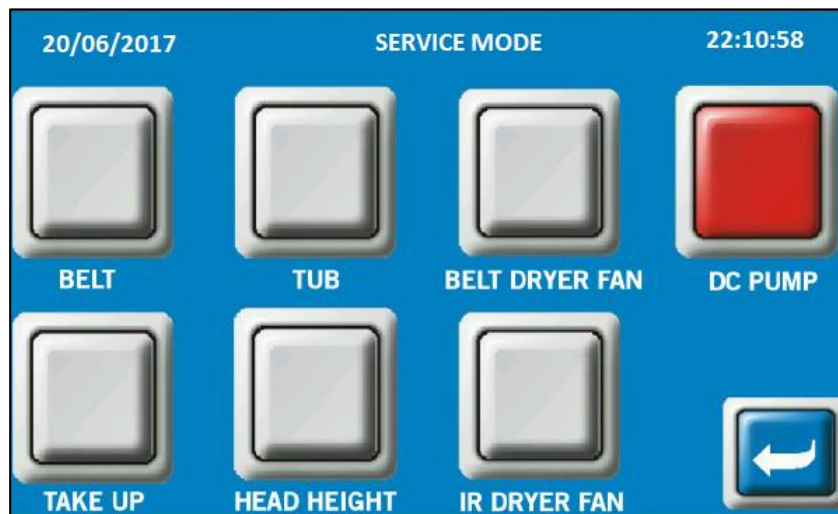 20/06/2017 SERVICE MODE 22:10:58
BELT TUB BELT DRYER FAN DC PUMP
TAKE UP HEAD HEIGHT IR DRYER FAN